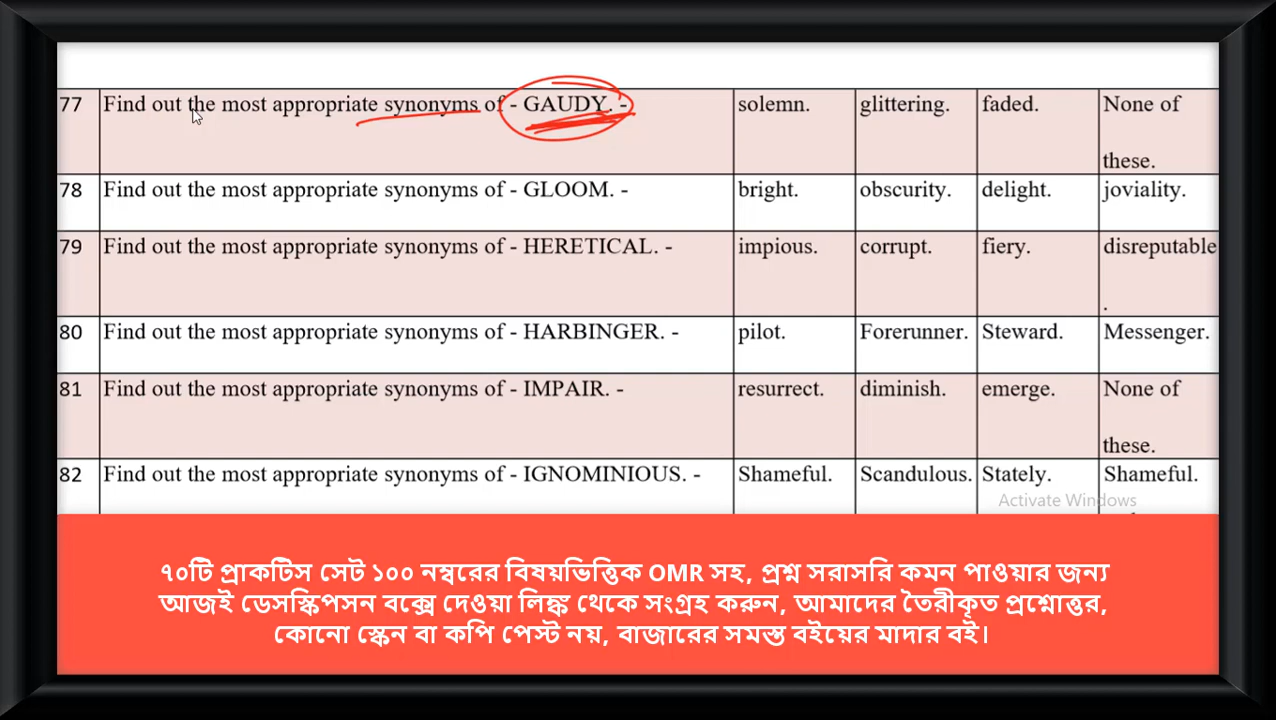 77 Find out the most appropriate synonyms of - GAUDY. - solemn. glittering. faded. None of
these.
78 Find out the most appropriate synonyms of - GLOOM. - bright. obscurity. delight. joviality.
79 Find out the most appropriate synonyms of - HERETICAL. - impious. corrupt. fiery. disreputable
.
80 Find out the most appropriate synonyms of - HARBINGER. - pilot. Forerunner. Steward. Messenger.
81 Find out the most appropriate synonyms of - IMPAIR. - resurrect. diminish. emerge. None of
these.
82 Find out the most appropriate synonyms of - IGNOMINIOUS. - Shameful. Scandulous. Stately. Shameful.
Activate Windows
৭০টি প্রাকটিস সেট ১০০ নম্বরের বিষয়ভিত্তিক OMR সহ, প্রশ্ন সরাসরি কমন পাওয়ার জন্য
আজই ডেসস্কিপসন বক্সে দেওয়া লিঙ্ক থেকে সংগ্রহ করুন, আমাদের তৈরীকৃত প্রশ্নোত্তর,
কোনো স্কেন বা কপি পেস্ট নয়, বাজারের সমস্ত বইয়ের মাদার বই।